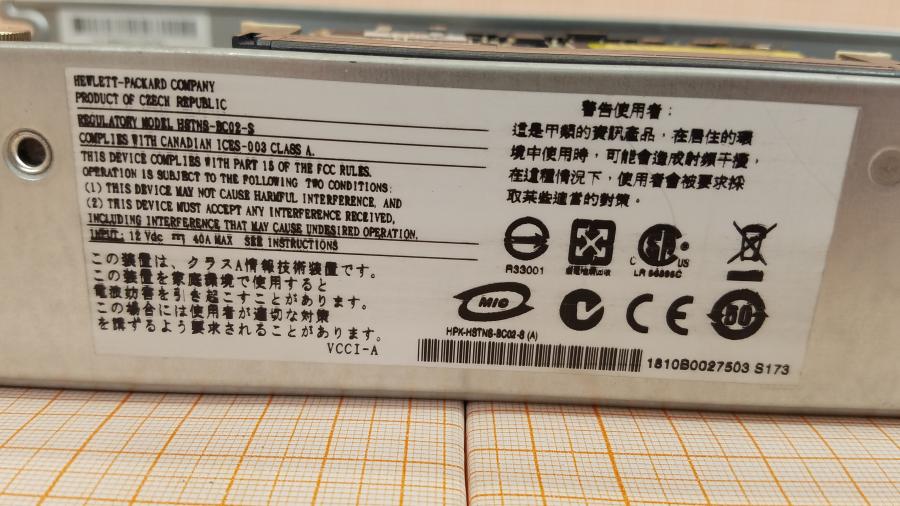 HEWLETT-PACKARD COMPANY
PRODUCT OF CZECH REPUBLIC
REGULATORY MODEL HSTNS-BC02-S
COMPLIES WITH CANADIAN ICES-003 CLASS A.
THIS DEVICE COMPLIES WITH PART 15 OF THE FCC RULES.
OPERATION IS SUBJECT TO THE FOLLOWING TWO CONDITIONS:
(1) THIS DEVICE MAY NOT CAUSE HARMFUL INTERFERENCE, AND
(2) THIS DEVICE MUST ACCEPT ANY INTERFERENCE RECEIVED,
INCLUDING INTERFERENCE THAT MAY CAUSE UNDESIRED OPERATION.
INPUT: 12 Vdc 40A MAX SEE INSTRUCTIONS
この装置は、クラスA情報技術装置です。
この装置を家庭環境で使用すると
電波妨害を引き起こすことがあります。
この場合には使用者が適切な対策
を講ずるよう要求されることがあります。
VCCI-A
警告使用者：
這是甲類的資訊產品，在居住的環
境中使用時，可能會造成射頻干擾，
在這種情況下，使用者會被要求採
取某些適當的對策。
R33001
C US
LR
MIC
CE
HPK-HSTNS-BC02-S (A)
1810B0027503 S173